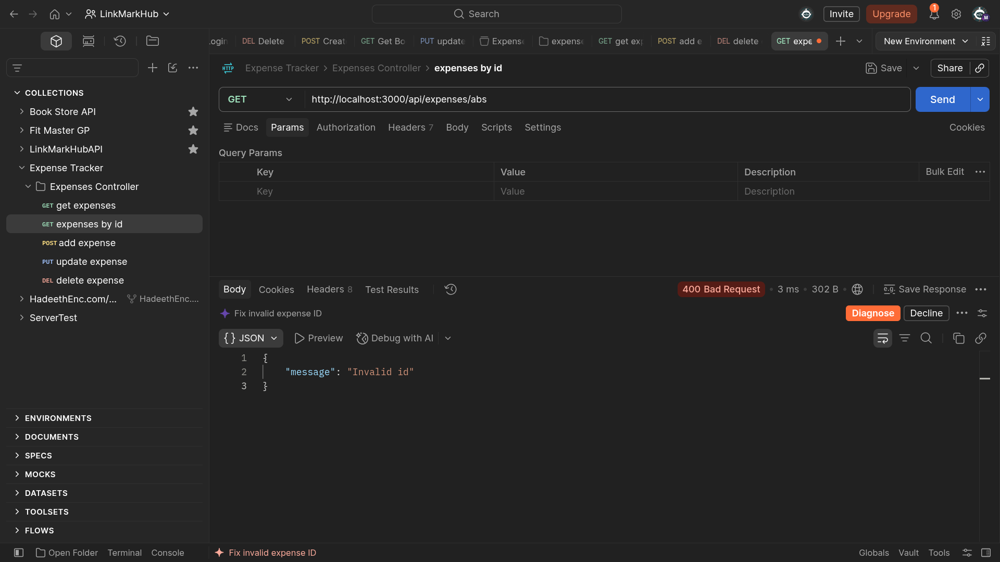 LinkMarkHub
Search
Invite
Upgrade
1
M
ogin
DEL Delete
POST Creat
GET Get Bo
PUT update
Expens
expens
GET get exp
POST add e
DEL delete
GET expe
New Environment
Expense Tracker > Expenses Controller > expenses by id
Save
Share
GET
http://localhost:3000/api/expenses/abs
Send
Docs
Params
Authorization
Headers 7
Body
Scripts
Settings
Cookies
Query Params
Key
Value
Description
Bulk Edit
Key
Value
Description
COLLECTIONS
Book Store API
Fit Master GP
LinkMarkHubAPI
Expense Tracker
Expenses Controller
GET get expenses
GET expenses by id
POST add expense
PUT update expense
DEL delete expense
HadeethEnc.com/... HadeethEnc....
ServerTest
ENVIRONMENTS
DOCUMENTS
SPECS
MOCKS
DATASETS
TOOLSETS
FLOWS
Body
Cookies
Headers 8
Test Results
400 Bad Request
3 ms
302 B
e.g. Save Response
Fix invalid expense ID
Diagnose
Decline
{} JSON
Preview
Debug with AI
1 {
2 "message": "Invalid id"
3 }
Open Folder
Terminal
Console
Fix invalid expense ID
Globals
Vault
Tools